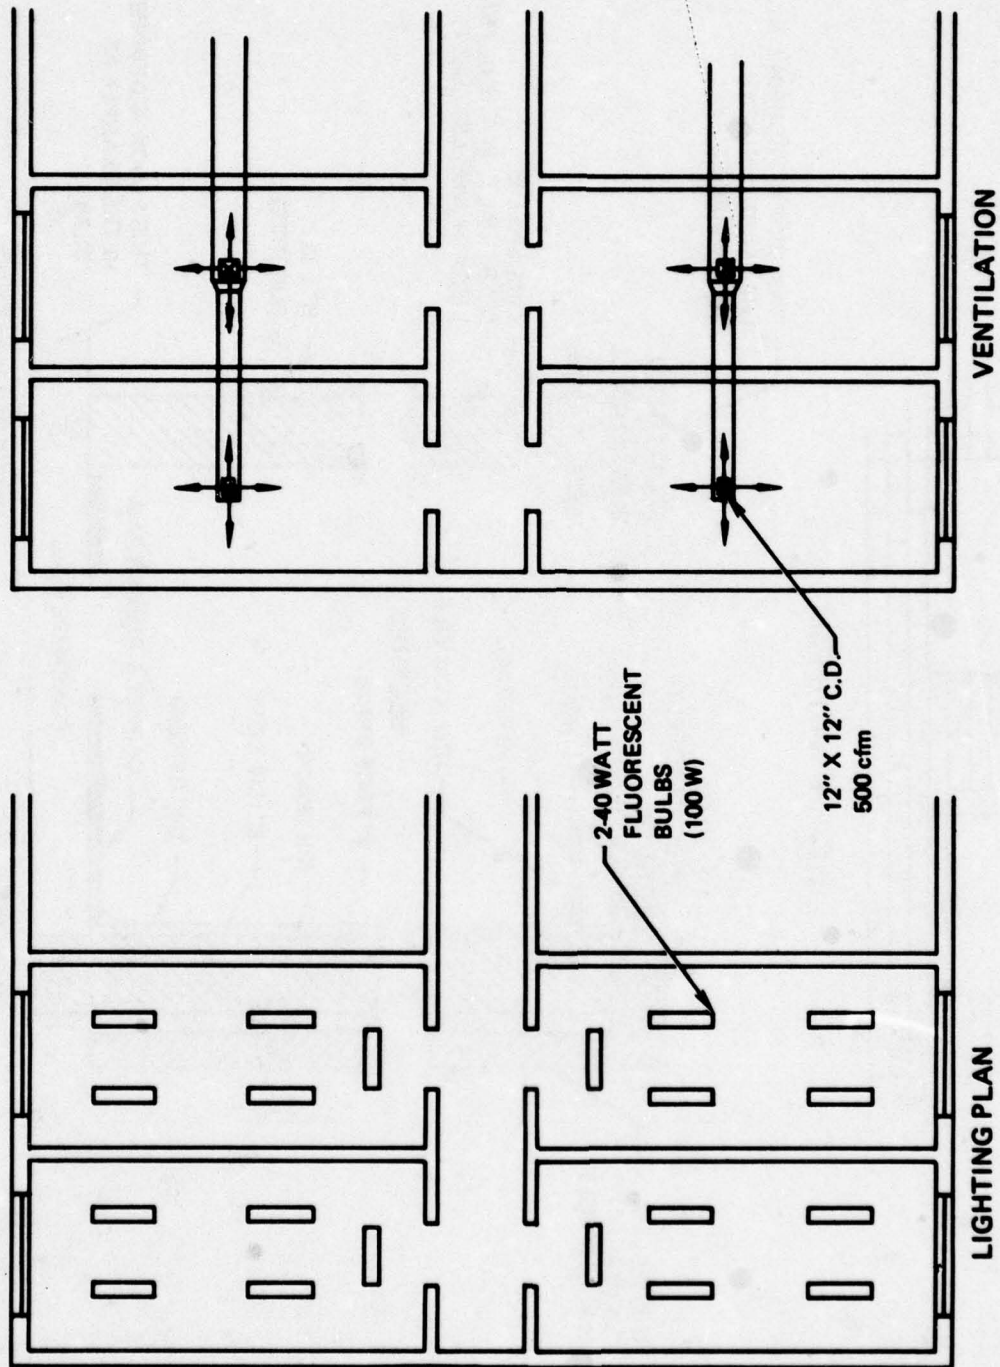 2-40 WATT
FLUORESCENT
BULBS
(100 W)
12" X 12" C.D.
500 cfm
LIGHTING PLAN
VENTILATION